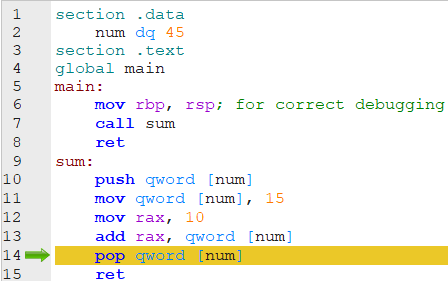 1 section .data
2     num dq 45
3 section .text
4 global main
5 main:
6     mov rbp, rsp; for correct debugging
7     call sum
8     ret
9 sum:
10     push qword [num]
11     mov qword [num], 15
12     mov rax, 10
13     add rax, qword [num]
14     pop qword [num]
15     ret